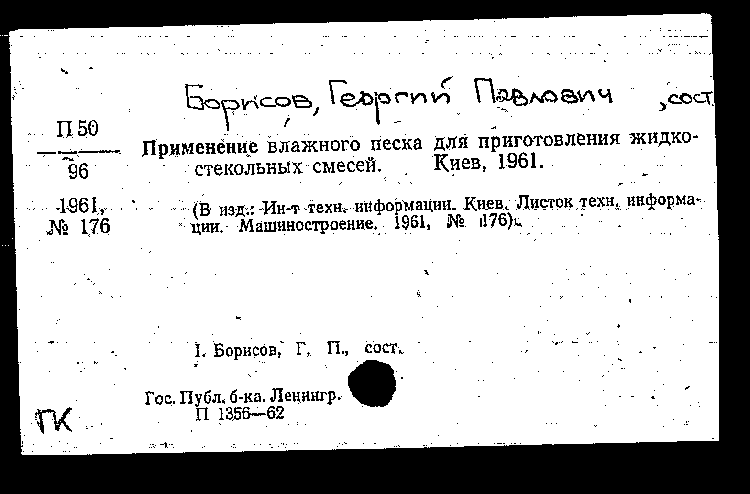 Борисов, Георгий Павлович, сост.
П 50
96
1961,
№ 176
Применение влажного песка для приготовления жидко-
стекольных смесей. Киев, 1961.
(В изд.: Ин-т техн. информации. Киев. Листок техн. информа-
ции. Машиностроение. 1961, № 176).
I. Борисов, Г. П., сост.
Гос. Публ. б-ка. Ленингр.
П 1356—62
ГК